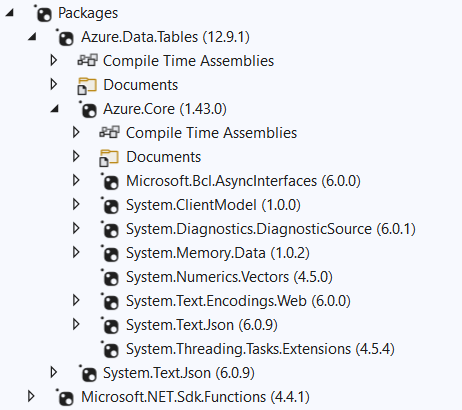 Packages
Azure.Data.Tables (12.9.1)
Compile Time Assemblies
Documents
Azure.Core (1.43.0)
Compile Time Assemblies
Documents
Microsoft.Bcl.AsyncInterfaces (6.0.0)
System.ClientModel (1.0.0)
System.Diagnostics.DiagnosticSource (6.0.1)
System.Memory.Data (1.0.2)
System.Numerics.Vectors (4.5.0)
System.Text.Encodings.Web (6.0.0)
System.Text.Json (6.0.9)
System.Threading.Tasks.Extensions (4.5.4)
System.Text.Json (6.0.9)
Microsoft.NET.Sdk.Functions (4.4.1)